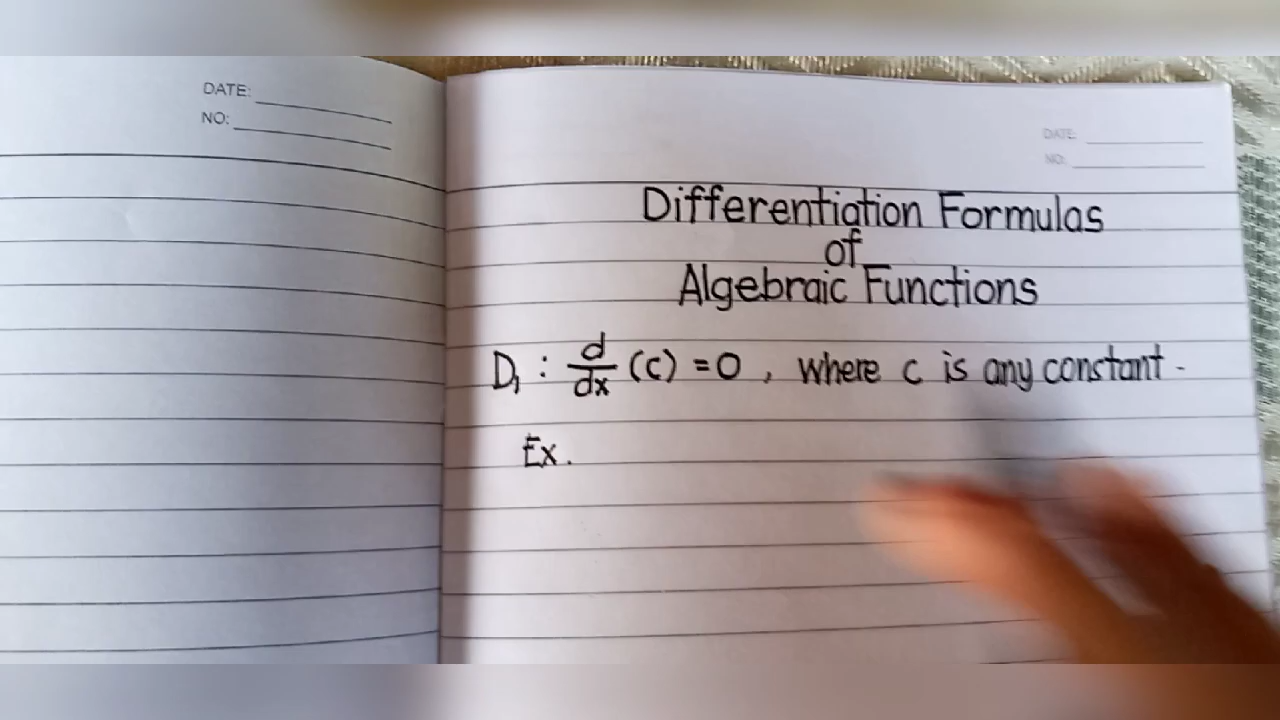 DATE:
NO:
DATE:
NO:
Differentiation Formulas
of
Algebraic Functions
D₁ : d/dx (c) = 0 , where c is any constant.
Ex.